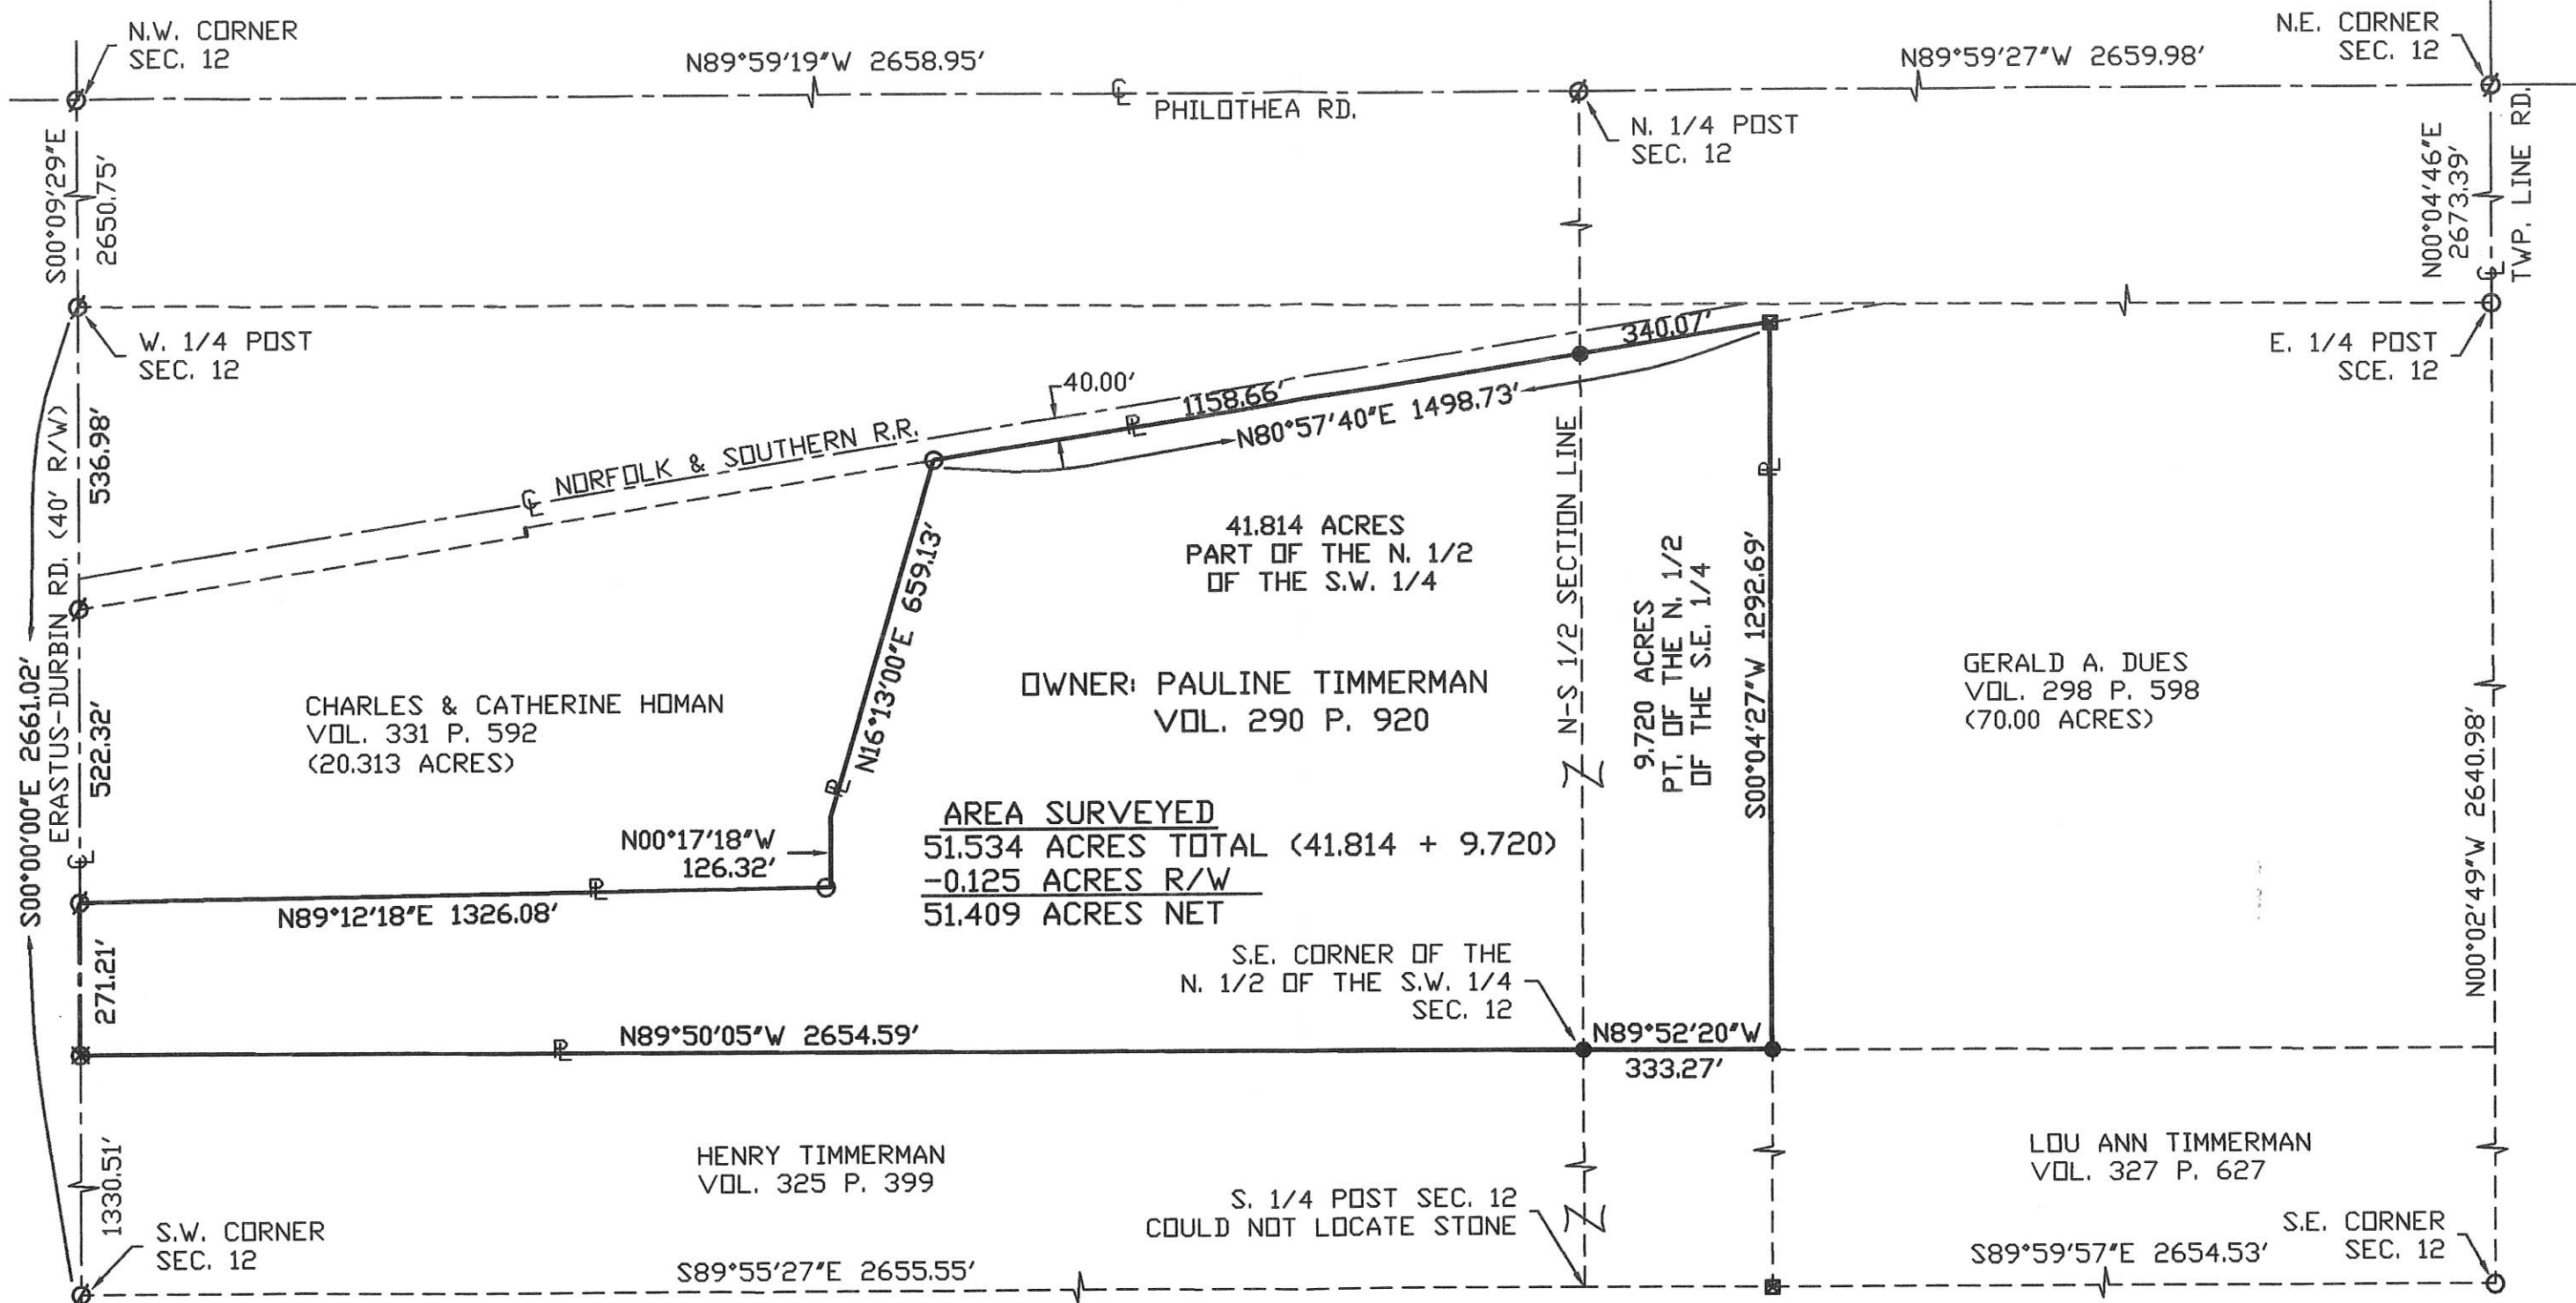 N.W. CORNER
SEC. 12
N89°59'19"W 2658.95'
N89°59'27"W 2659.98'
N.E. CORNER
SEC. 12
℄
PHILOTHEA RD.
N. 1/4 POST
SEC. 12
S00°09'29"E
2650.75'
N00°04'46"E
2673.39'
℄
TWP. LINE RD.
W. 1/4 POST
SEC. 12
E. 1/4 POST
SCE. 12
340.07'
40.00'
1158.66'
N80°57'40"E 1498.73'
℄ NORFOLK & SOUTHERN R.R.
PL
536.98'
ERASTUS-DURBIN RD. (40' R/W)
S00°00'00"E 2661.02'
522.32'
℄
N16°13'00"E 659.13'
PL
41.814 ACRES
PART OF THE N. 1/2
OF THE S.W. 1/4
N-S 1/2 SECTION LINE
9.720 ACRES
PT. OF THE N. 1/2
OF THE S.E. 1/4
S00°04'27"W 1292.69'
PL
OWNER: PAULINE TIMMERMAN
VOL. 290 P. 920
GERALD A. DUES
VOL. 298 P. 598
(70.00 ACRES)
CHARLES & CATHERINE HOMAN
VOL. 331 P. 592
(20.313 ACRES)
N00°02'49"W 2640.98'
AREA SURVEYED
51.534 ACRES TOTAL (41.814 + 9.720)
-0.125 ACRES R/W
51.409 ACRES NET
N00°17'18"W
126.32'
PL
N89°12'18"E 1326.08'
271.21'
S.E. CORNER OF THE
N. 1/2 OF THE S.W. 1/4
SEC. 12
PL
N89°50'05"W 2654.59'
N89°52'20"W
333.27'
1330.51'
HENRY TIMMERMAN
VOL. 325 P. 399
LOU ANN TIMMERMAN
VOL. 327 P. 627
S. 1/4 POST SEC. 12
COULD NOT LOCATE STONE
S.W. CORNER
SEC. 12
S.E. CORNER
SEC. 12
S89°55'27"E 2655.55'
S89°59'57"E 2654.53'